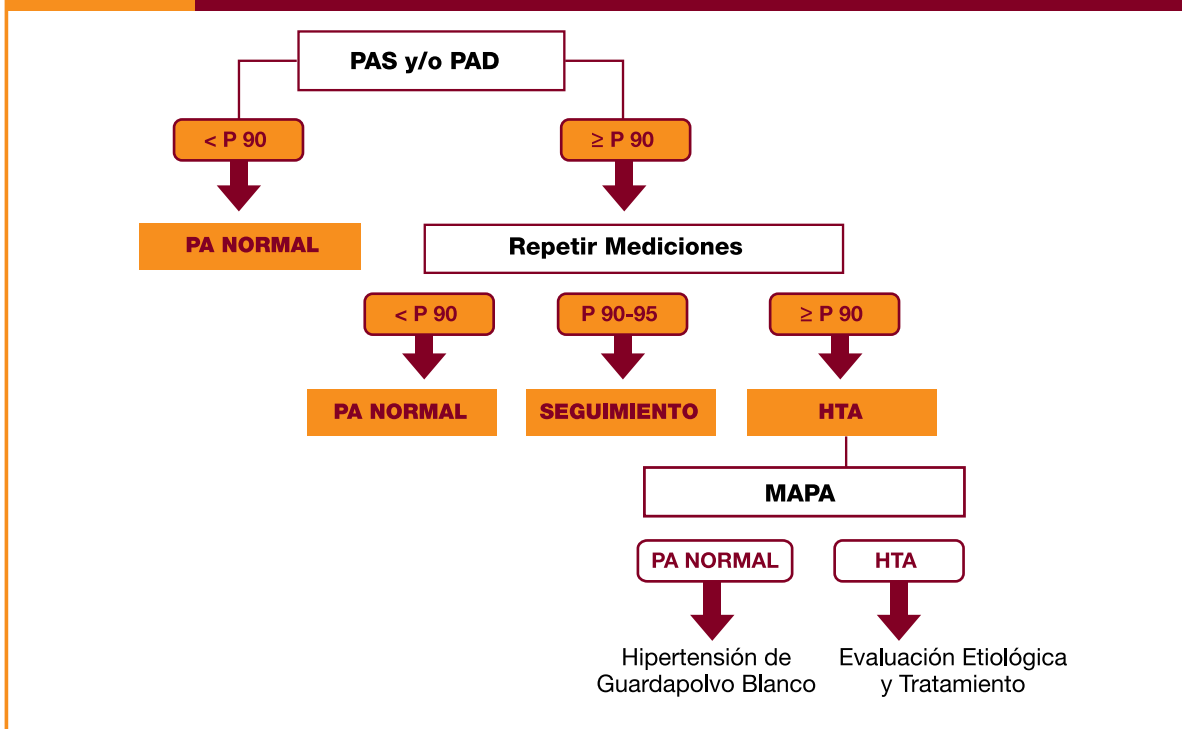 PAS y/o PAD
< P 90
≥ P 90
PA NORMAL
Repetir Mediciones
< P 90
P 90-95
≥ P 90
PA NORMAL
SEGUIMIENTO
HTA
MAPA
PA NORMAL
HTA
Hipertensión de
Guardapolvo Blanco
Evaluación Etiológica
y Tratamiento